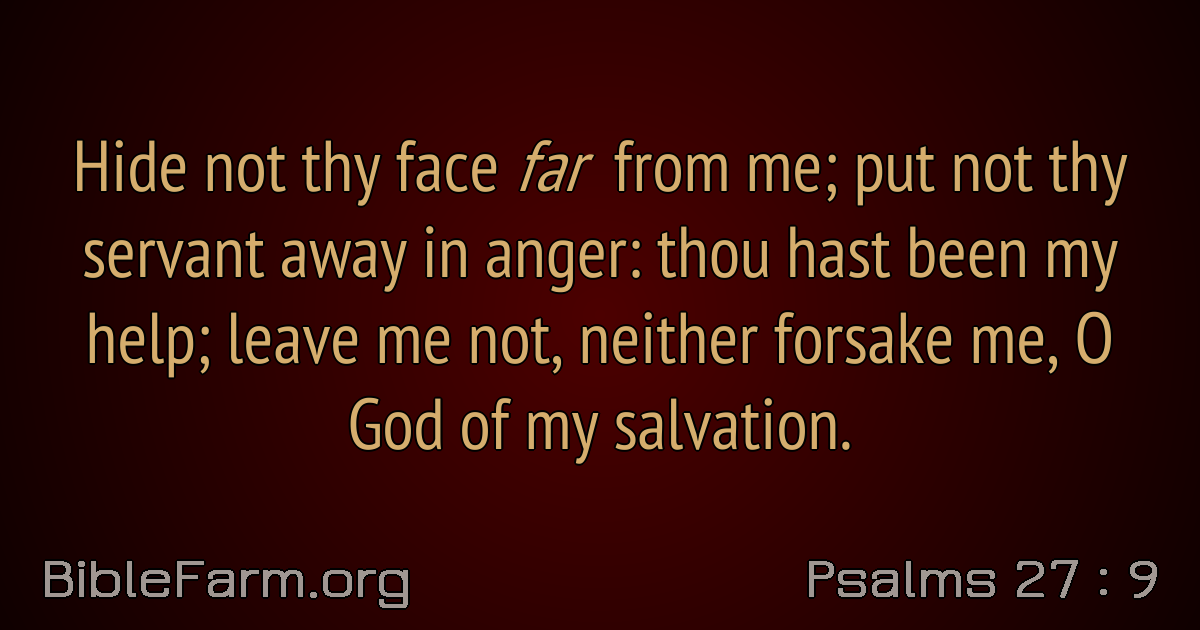 Hide not thy face far from me; put not thy
servant away in anger: thou hast been my
help; leave me not, neither forsake me, O
God of my salvation.
BibleFarm.org
Psalms 27 : 9